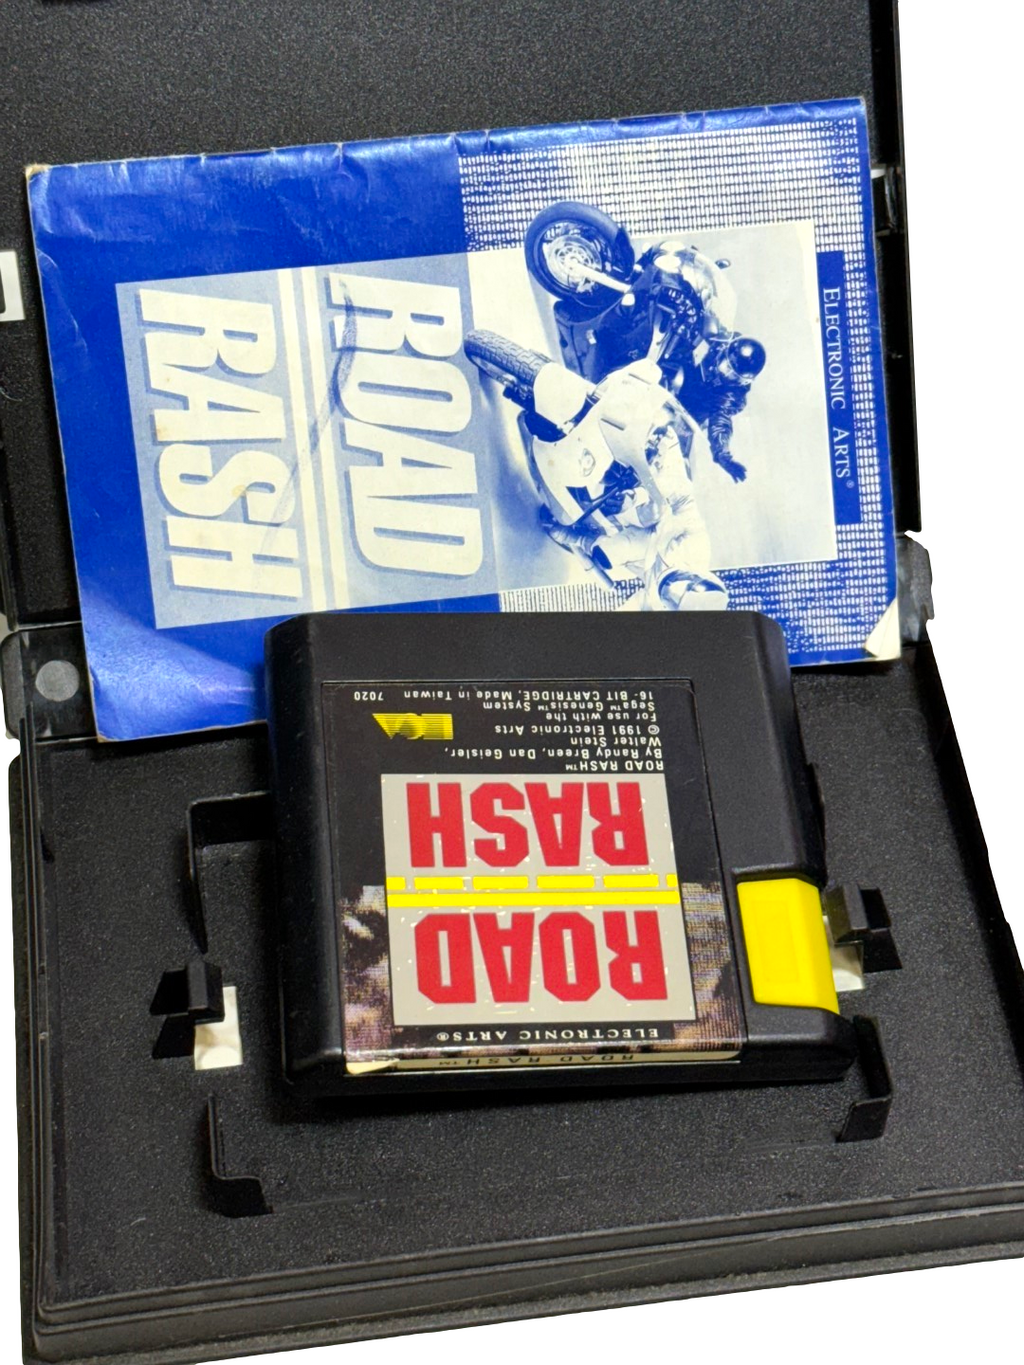 ELECTRONIC ARTS®
ROAD
RASH
ROAD RASH™
ELECTRONIC ARTS®
ROAD
RASH
ROAD RASH™
By Randy Breen, Dan Geisler,
Walter Stein
© 1991 Electronic Arts
For use with the
Sega™ Genesis™ System
16-BIT CARTRIDGE, Made in Taiwan 7020
EA